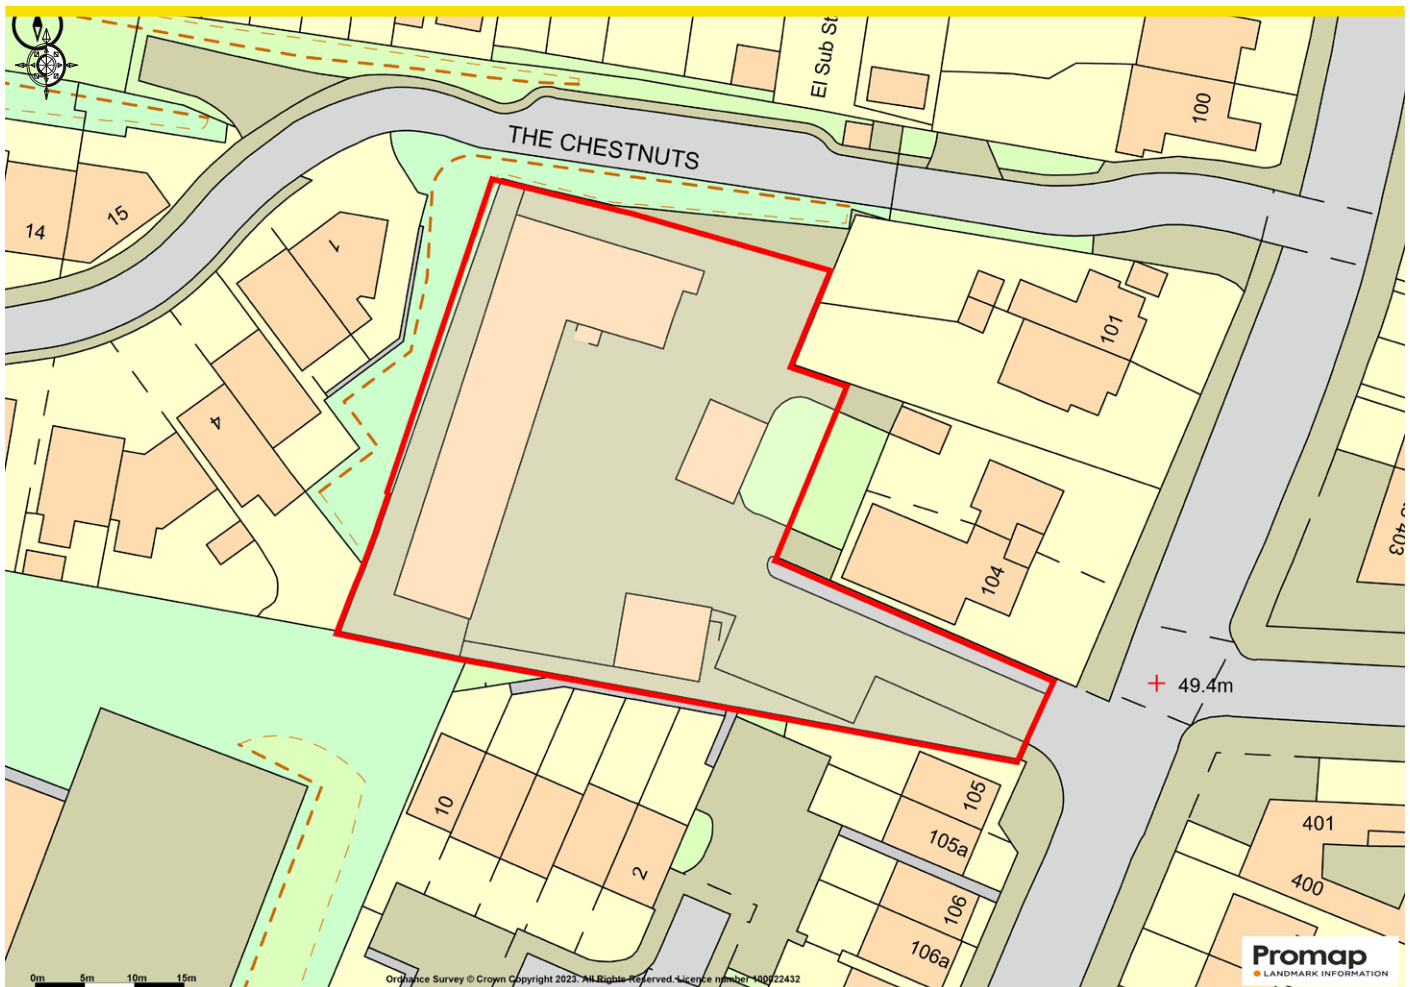 El Sub St
100
THE CHESTNUTS
15
14
1
101
4
403
104
49.4m
10
105
105a
2
401
400
106
106a
Promap
LANDMARK INFORMATION
0m 5m 10m 15m
Ordnance Survey © Crown Copyright 2023. All Rights Reserved. Licence number 100022432